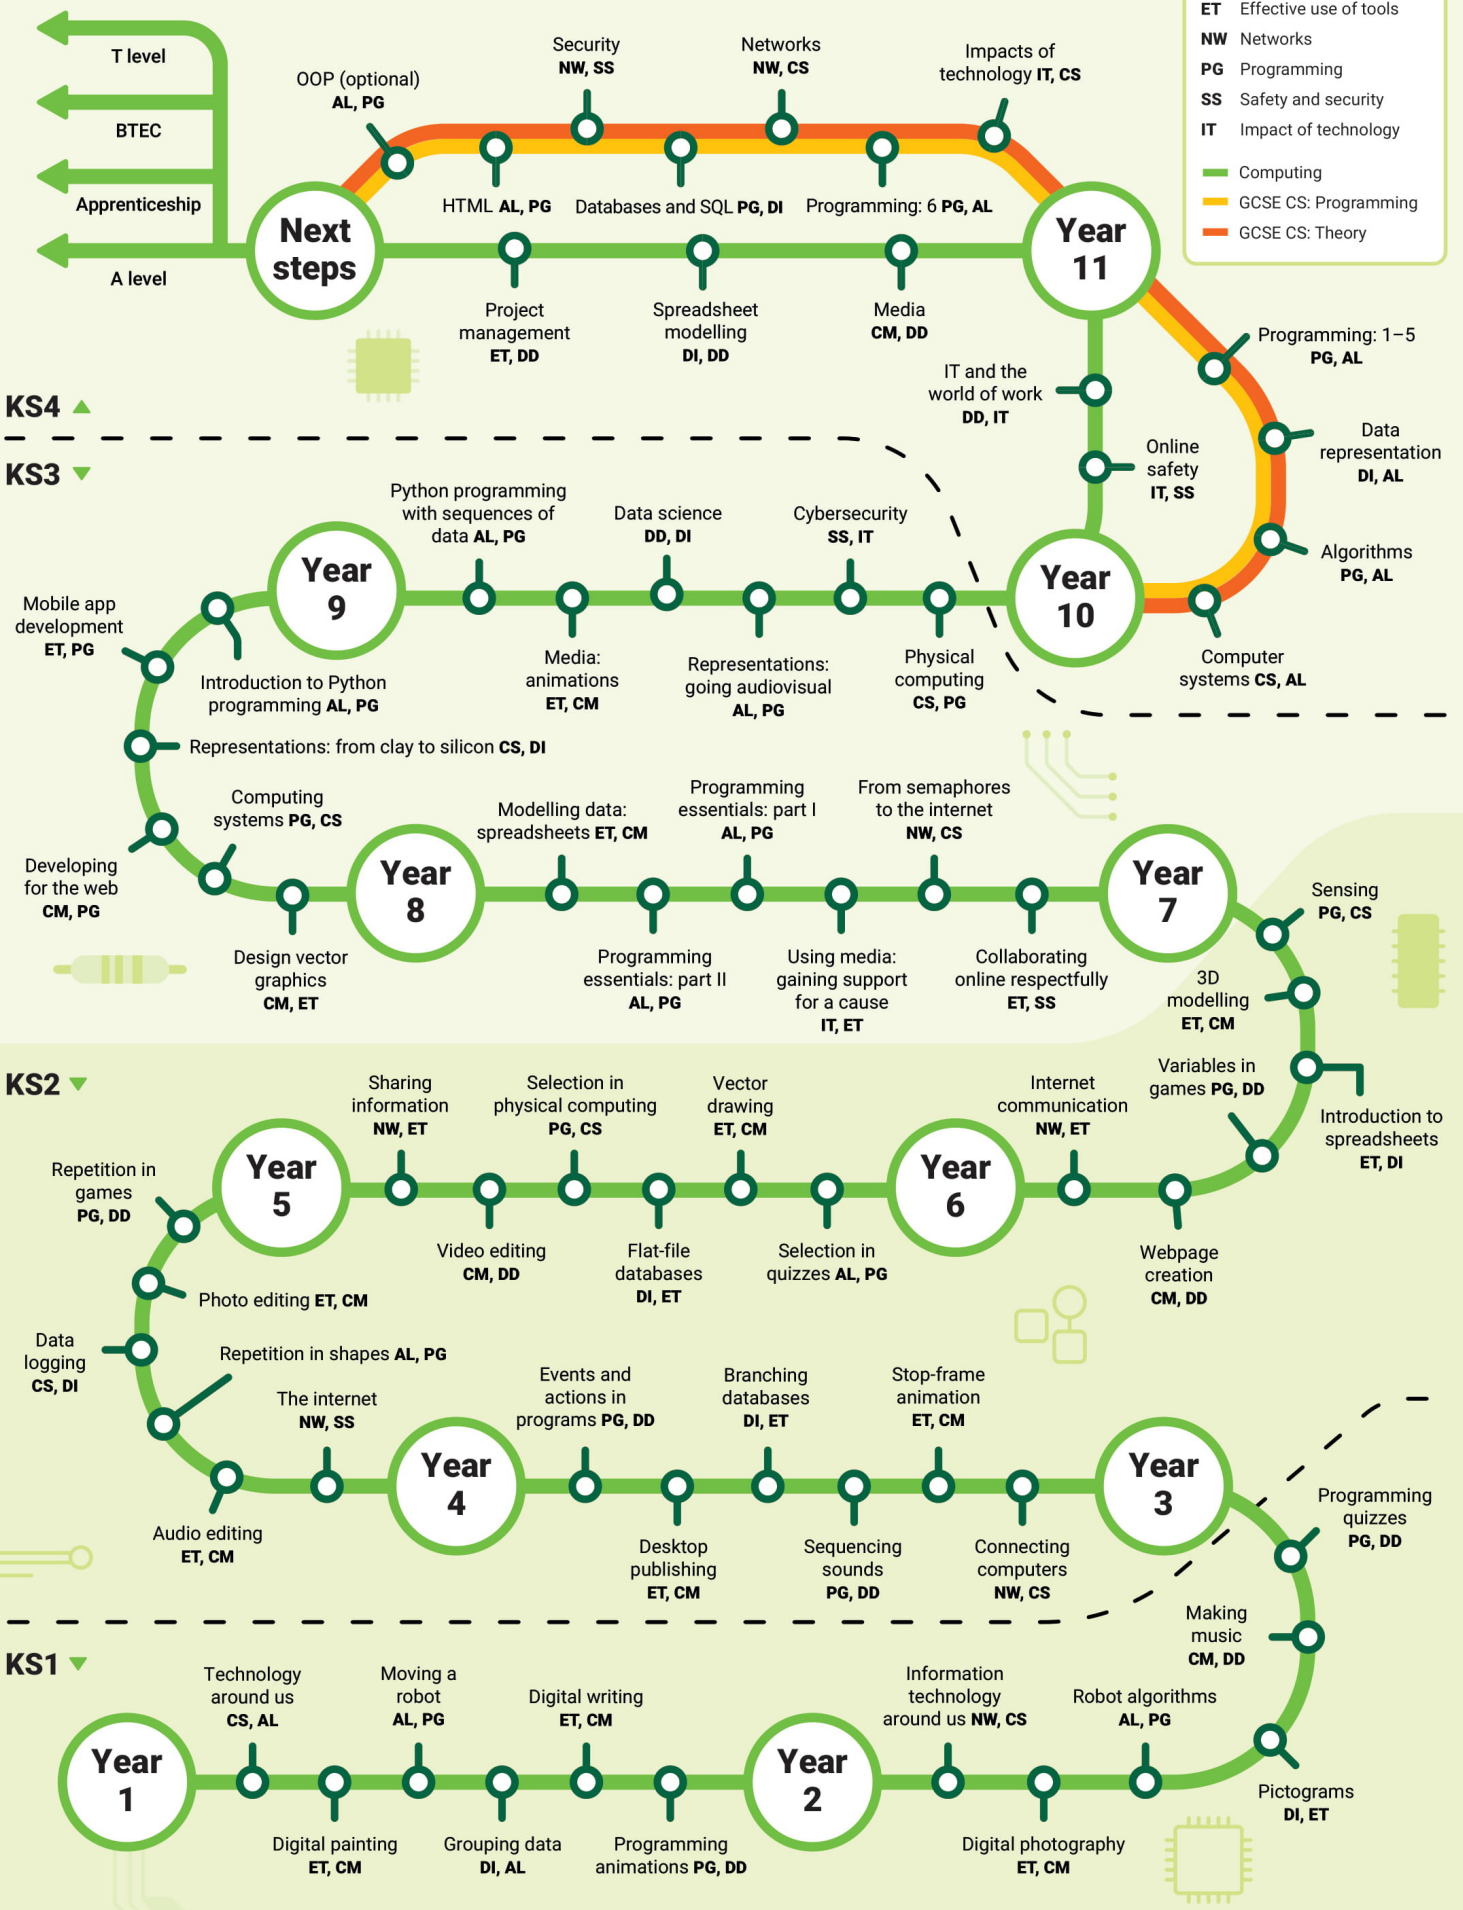 ET Effective use of tools
NW Networks
PG Programming
SS Safety and security
IT Impact of technology
Computing
GCSE CS: Programming
GCSE CS: Theory
T level
BTEC
Apprenticeship
A level
OOP (optional)
AL, PG
Security
NW, SS
Networks
NW, CS
Impacts of
technology IT, CS
HTML AL, PG
Databases and SQL PG, DI
Programming: 6 PG, AL
Next
steps
Year
11
Project
management
ET, DD
Spreadsheet
modelling
DI, DD
Media
CM, DD
Programming: 1–5
PG, AL
IT and the
world of work
DD, IT
Data
representation
DI, AL
Online
safety
IT, SS
Algorithms
PG, AL
Computer
systems CS, AL
KS4
KS3
Year
10
Python programming
with sequences of
data AL, PG
Data science
DD, DI
Cybersecurity
SS, IT
Year
9
Media:
animations
ET, CM
Representations:
going audiovisual
AL, PG
Physical
computing
CS, PG
Mobile app
development
ET, PG
Introduction to Python
programming AL, PG
Representations: from clay to silicon CS, DI
Computing
systems PG, CS
Developing
for the web
CM, PG
Design vector
graphics
CM, ET
Year
8
Modelling data:
spreadsheets ET, CM
Programming
essentials: part I
AL, PG
From semaphores
to the internet
NW, CS
Programming
essentials: part II
AL, PG
Using media:
gaining support
for a cause
IT, ET
Collaborating
online respectfully
ET, SS
Year
7
Sensing
PG, CS
3D
modelling
ET, CM
Variables in
games PG, DD
Introduction to
spreadsheets
ET, DI
KS2
Sharing
information
NW, ET
Selection in
physical computing
PG, CS
Vector
drawing
ET, CM
Internet
communication
NW, ET
Year
5
Year
6
Video editing
CM, DD
Flat-file
databases
DI, ET
Selection in
quizzes AL, PG
Webpage
creation
CM, DD
Repetition in
games
PG, DD
Photo editing ET, CM
Data
logging
CS, DI
Repetition in shapes AL, PG
The internet
NW, SS
Audio editing
ET, CM
Year
4
Events and
actions in
programs PG, DD
Branching
databases
DI, ET
Stop-frame
animation
ET, CM
Desktop
publishing
ET, CM
Sequencing
sounds
PG, DD
Connecting
computers
NW, CS
Year
3
Programming
quizzes
PG, DD
Making
music
CM, DD
Pictograms
DI, ET
KS1
Technology
around us
CS, AL
Moving a
robot
AL, PG
Digital writing
ET, CM
Information
technology
around us NW, CS
Robot algorithms
AL, PG
Year
1
Year
2
Digital painting
ET, CM
Grouping data
DI, AL
Programming
animations PG, DD
Digital photography
ET, CM